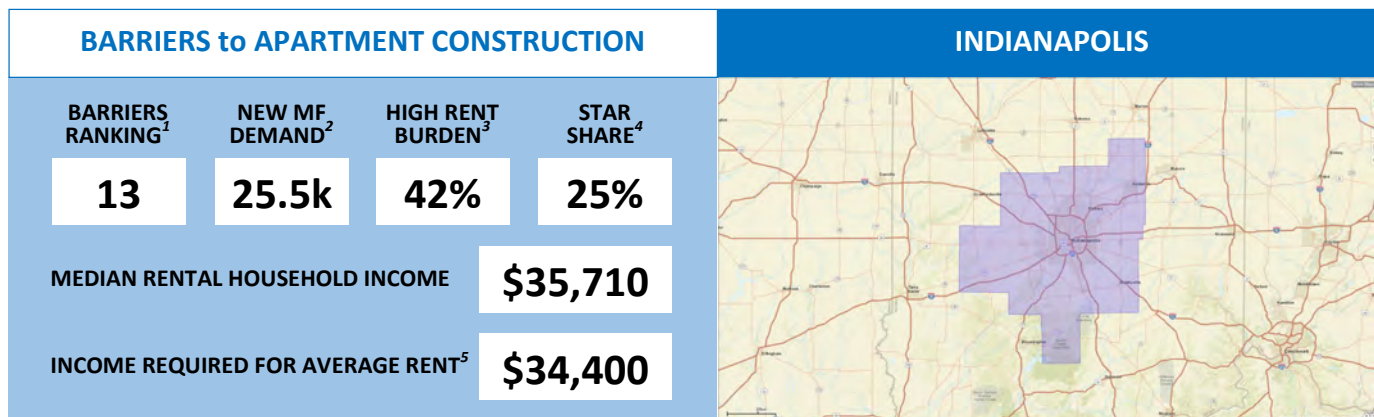 BARRIERS to APARTMENT CONSTRUCTION
INDIANAPOLIS
BARRIERS
RANKING1
NEW MF
DEMAND2
HIGH RENT
BURDEN3
STAR
SHARE4
13
25.5k
42%
25%
MEDIAN RENTAL HOUSEHOLD INCOME
$35,710
INCOME REQUIRED FOR AVERAGE RENT5
$34,400